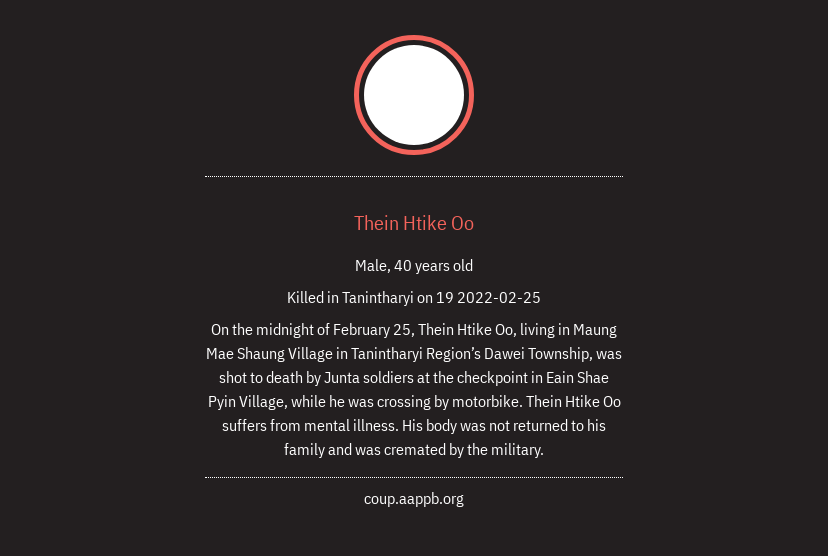 Thein Htike Oo
Male, 40 years old
Killed in Tanintharyi on 19 2022-02-25
On the midnight of February 25, Thein Htike Oo, living in Maung
Mae Shaung Village in Tanintharyi Region’s Dawei Township, was
shot to death by Junta soldiers at the checkpoint in Eain Shae
Pyin Village, while he was crossing by motorbike. Thein Htike Oo
suffers from mental illness. His body was not returned to his
family and was cremated by the military.
coup.aappb.org